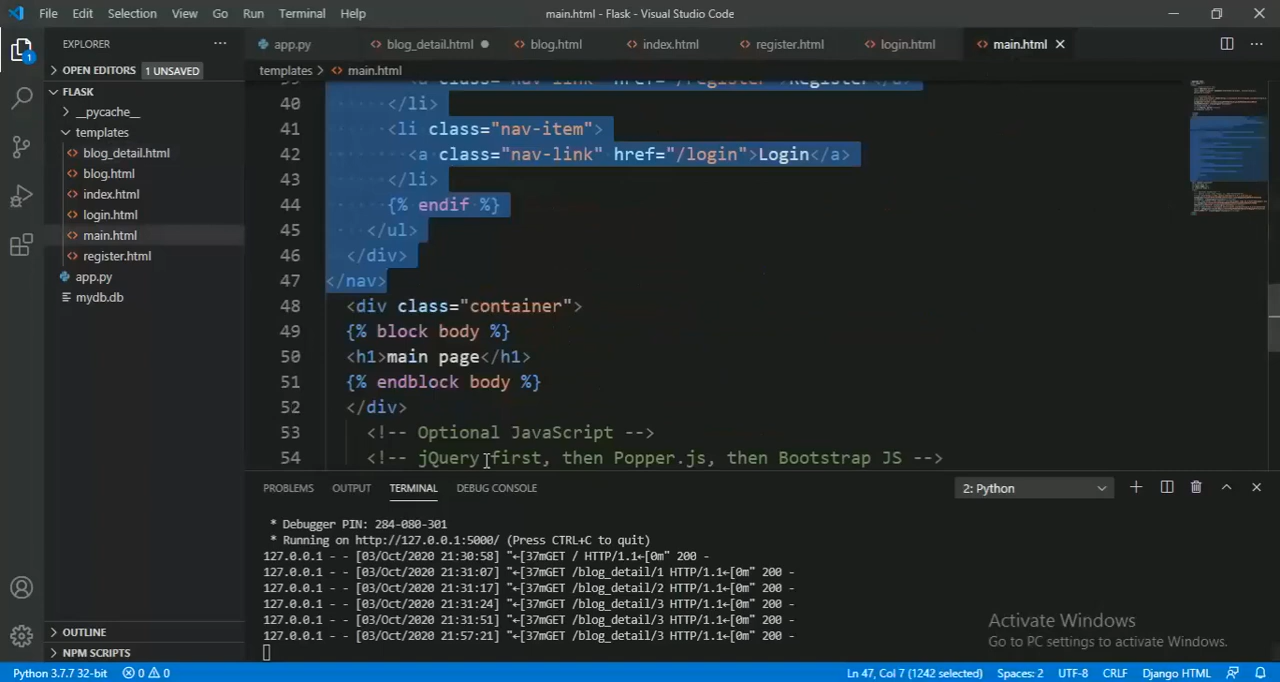 File Edit Selection View Go Run Terminal Help main.html - Flask - Visual Studio Code
EXPLORER ...
1
OPEN EDITORS 1 UNSAVED
FLASK
__pycache__
templates
blog_detail.html
blog.html
index.html
login.html
main.html
register.html
app.py
mydb.db
OUTLINE
NPM SCRIPTS
app.py blog_detail.html blog.html index.html register.html login.html main.html
templates > main.html
39 <a class="nav-link" href="/register">Register</a>
40 </li>
41 <li class="nav-item">
42 <a class="nav-link" href="/login">Login</a>
43 </li>
44 {% endif %}
45 </ul>
46 </div>
47 </nav>
48 <div class="container">
49 {% block body %}
50 <h1>main page</h1>
51 {% endblock body %}
52 </div>
53 <!-- Optional JavaScript -->
54 <!-- jQuery first, then Popper.js, then Bootstrap JS -->
PROBLEMS OUTPUT TERMINAL DEBUG CONSOLE 2: Python
* Debugger PIN: 284-080-301
* Running on http://127.0.0.1:5000/ (Press CTRL+C to quit)
127.0.0.1 - - [03/Oct/2020 21:30:58] "←[37mGET / HTTP/1.1←[0m" 200 -
127.0.0.1 - - [03/Oct/2020 21:31:07] "←[37mGET /blog_detail/1 HTTP/1.1←[0m" 200 -
127.0.0.1 - - [03/Oct/2020 21:31:17] "←[37mGET /blog_detail/2 HTTP/1.1←[0m" 200 -
127.0.0.1 - - [03/Oct/2020 21:31:24] "←[37mGET /blog_detail/3 HTTP/1.1←[0m" 200 -
127.0.0.1 - - [03/Oct/2020 21:31:51] "←[37mGET /blog_detail/3 HTTP/1.1←[0m" 200 -
127.0.0.1 - - [03/Oct/2020 21:57:21] "←[37mGET /blog_detail/3 HTTP/1.1←[0m" 200 -
Activate Windows
Go to PC settings to activate Windows.
Python 3.7.7 32-bit 0 0 Ln 47, Col 7 (1242 selected) Spaces: 2 UTF-8 CRLF Django HTML